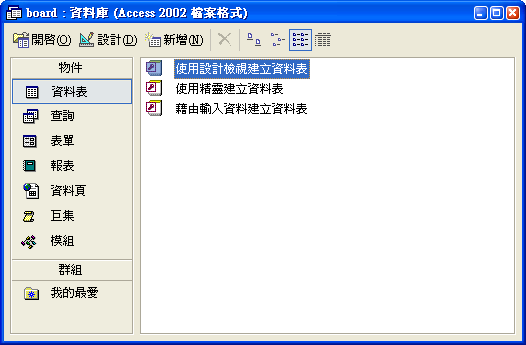 board : 資料庫 (Access 2002 檔案格式)
開啟(O) 設計(D) 新增(N)
物件
資料表
查詢
表單
報表
資料頁
巨集
模組
群組
我的最愛
使用設計檢視建立資料表
使用精靈建立資料表
藉由輸入資料建立資料表